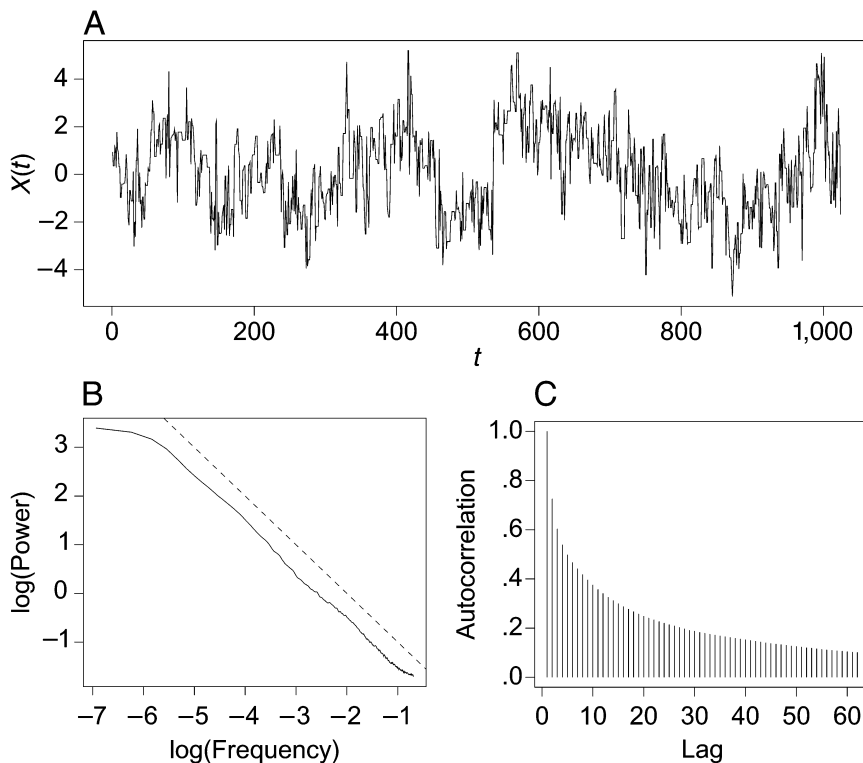 A
X(t)
4
2
0
−2
−4
0 200 400 600 800 1,000
t
B
log(Power)
3
2
1
0
−1
−7 −6 −5 −4 −3 −2 −1
log(Frequency)
C
Autocorrelation
1.0
.8
.6
.4
.2
.0
0 10 20 30 40 50 60
Lag